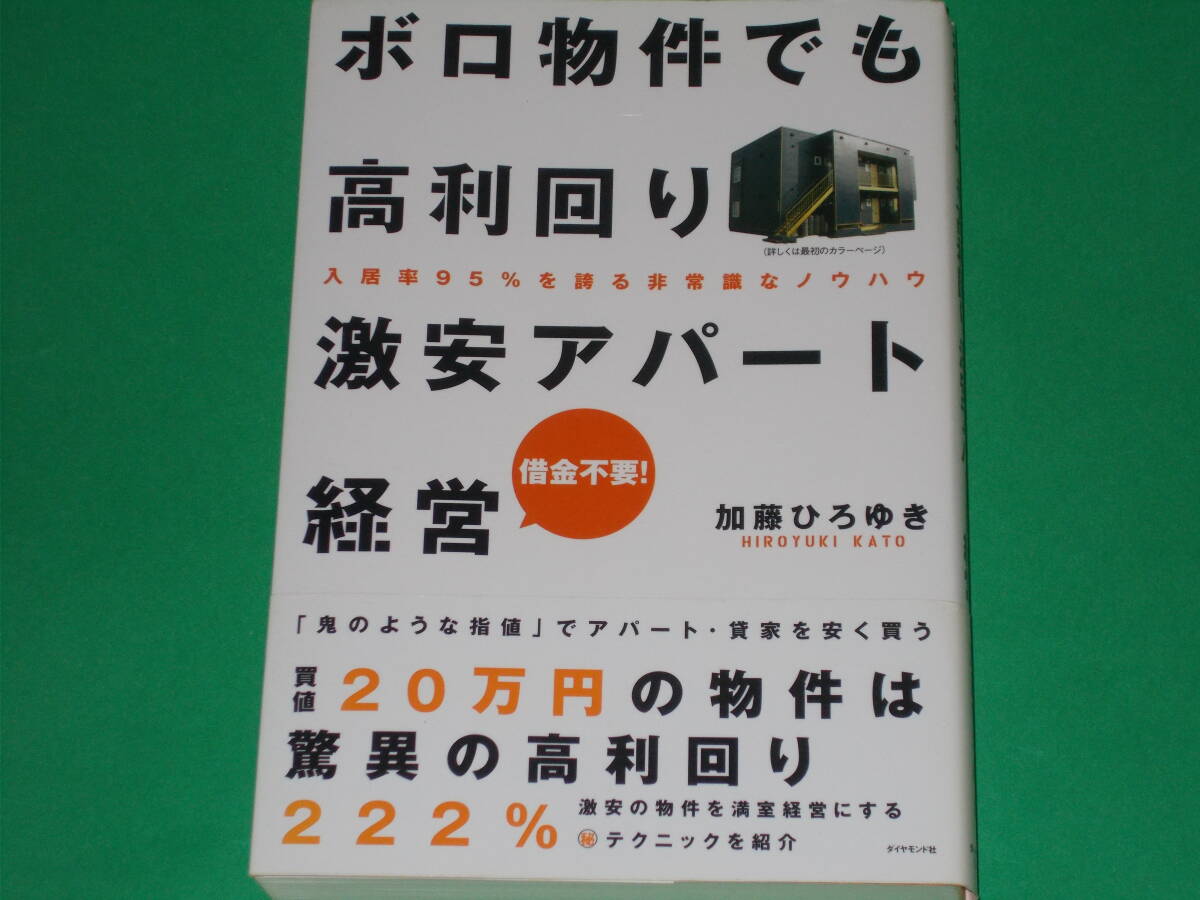 ボロ物件でも
高利回り
（詳しくは最初のカラーページ）
入居率95%を誇る非常識なノウハウ
激安アパート
経営
借金不要！
加藤ひろゆき
HIROYUKI KATO
「鬼のような指値」でアパート・貸家を安く買う
買値
20万円の物件は
驚異の高利回り
222%
激安の物件を満室経営にする
㊙テクニックを紹介
ダイヤモンド社